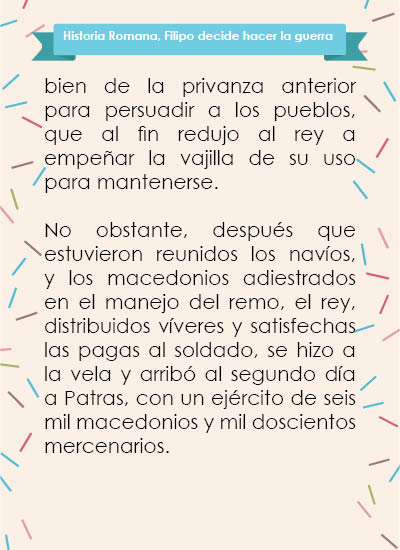 Historia Romana, Filipo decide hacer la guerra
bien de la privanza anterior
para persuadir a los pueblos,
que al fin redujo al rey a
empeñar la vajilla de su uso
para mantenerse.
No obstante, después que
estuvieron reunidos los navíos,
y los macedonios adiestrados
en el manejo del remo, el rey,
distribuidos víveres y satisfechas
las pagas al soldado, se hizo a
la vela y arribó al segundo día
a Patras, con un ejército de seis
mil macedonios y mil doscientos
mercenarios.